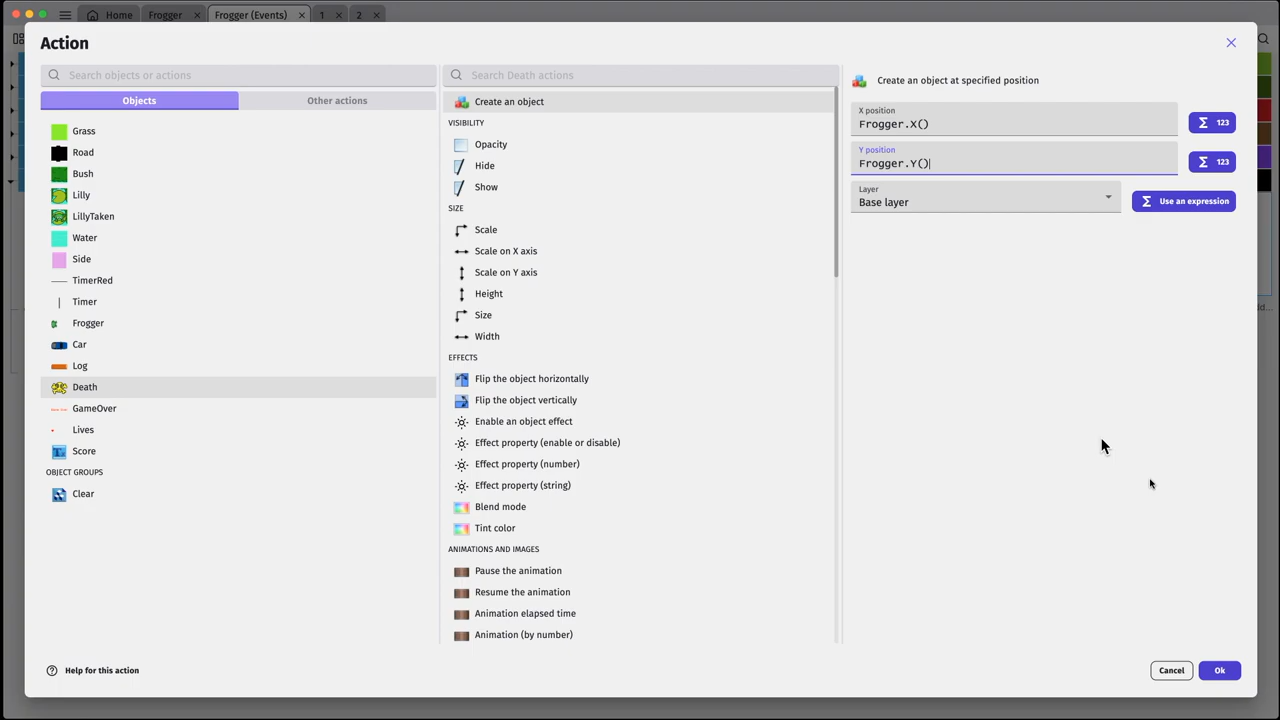 Home
Frogger
Frogger (Events)
1
2
Action
Search objects or actions
Objects
Other actions
Grass
Road
Bush
Lilly
LillyTaken
Water
Side
TimerRed
Timer
Frogger
Car
Log
Death
GameOver
Lives
Score
OBJECT GROUPS
Clear
Search Death actions
Create an object
VISIBILITY
Opacity
Hide
Show
SIZE
Scale
Scale on X axis
Scale on Y axis
Height
Size
Width
EFFECTS
Flip the object horizontally
Flip the object vertically
Enable an object effect
Effect property (enable or disable)
Effect property (number)
Effect property (string)
Blend mode
Tint color
ANIMATIONS AND IMAGES
Pause the animation
Resume the animation
Animation elapsed time
Animation (by number)
Create an object at specified position
X position
Frogger.X()
Σ 123
Y position
Frogger.Y()
Σ 123
Layer
Base layer
Σ Use an expression
Help for this action
Cancel
Ok